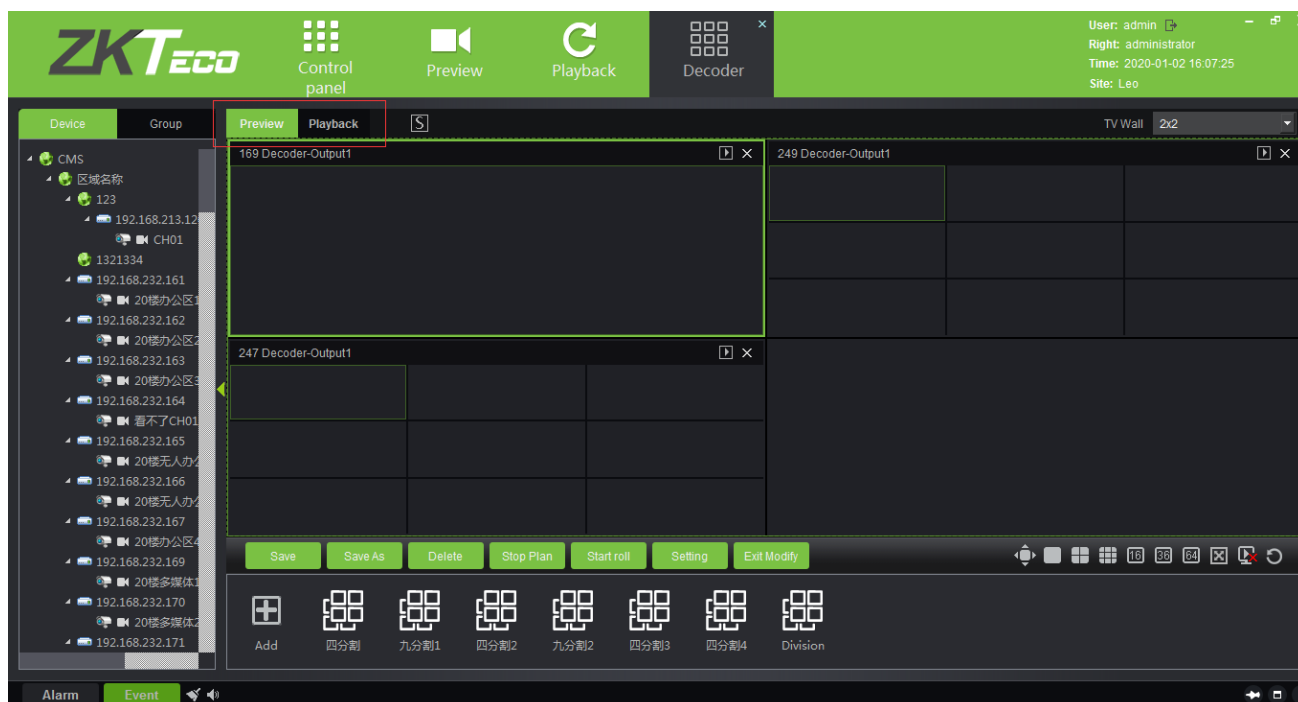 ZKTeco
Control
panel
Preview
Playback
Decoder
User: admin
Right: administrator
Time: 2020-01-02 16:07:25
Site: Leo
Device Group
Preview Playback S
TV Wall 2x2
CMS
区域名称
123
192.168.213.12
CH01
1321334
192.168.232.161
20楼办公区1
192.168.232.162
20楼办公区2
192.168.232.163
20楼办公区3
192.168.232.164
看不了CH01
192.168.232.165
20楼无人办公
192.168.232.166
20楼无人办公
192.168.232.167
20楼办公区4
192.168.232.169
20楼多媒体1
192.168.232.170
20楼多媒体2
192.168.232.171
169 Decoder-Output1
249 Decoder-Output1
247 Decoder-Output1
Save Save As Delete Stop Plan Start roll Setting Exit Modify
16 36 64
Add 四分割 九分割1 四分割2 九分割2 四分割3 四分割4 Division
Alarm Event